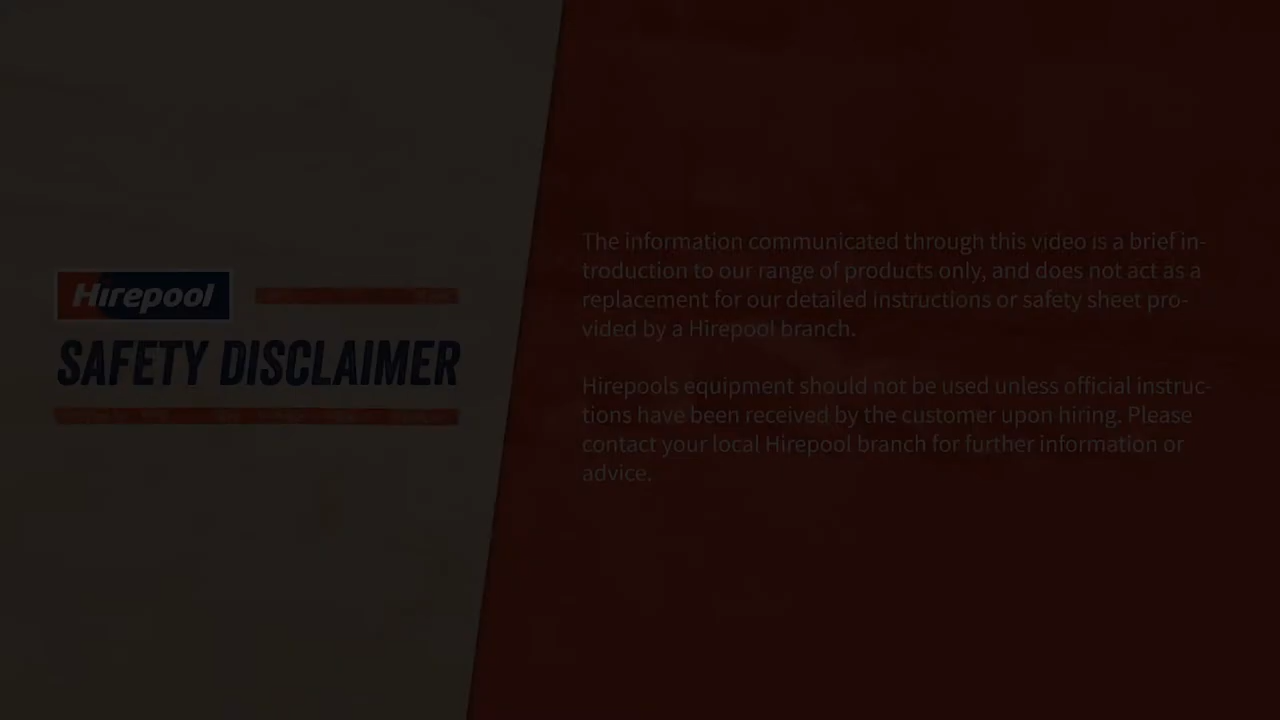 Hirepool
SAFETY DISCLAIMER
The information communicated through this video is a brief in-
troduction to our range of products only, and does not act as a
replacement for our detailed instructions or safety sheet pro-
vided by a Hirepool branch.
Hirepools equipment should not be used unless official instruc-
tions have been received by the customer upon hiring. Please
contact your local Hirepool branch for further information or
advice.